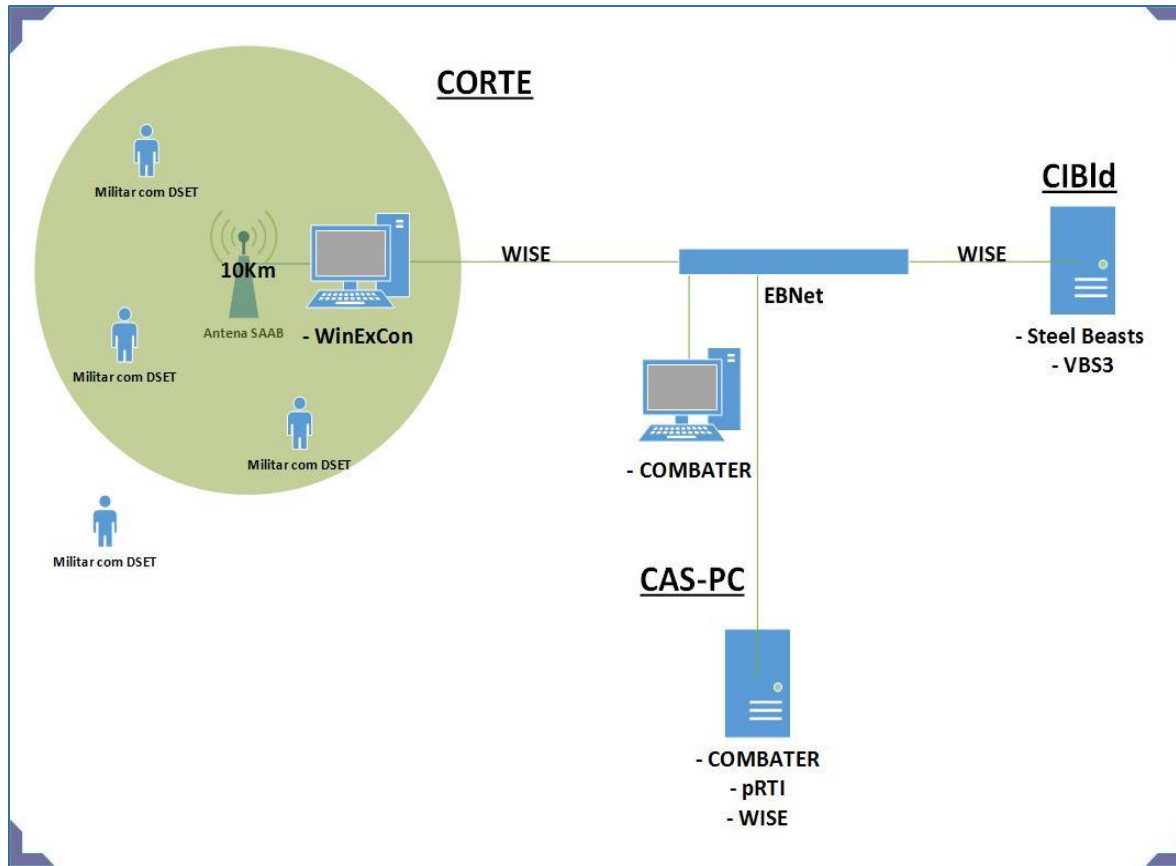 CORTE
Militar com DSET
10Km
Antena SAAB
- WinExCon
Militar com DSET
Militar com DSET
Militar com DSET
WISE
EBNet
WISE
CIBld
- Steel Beasts
- VBS3
- COMBATER
CAS-PC
- COMBATER
- pRTI
- WISE